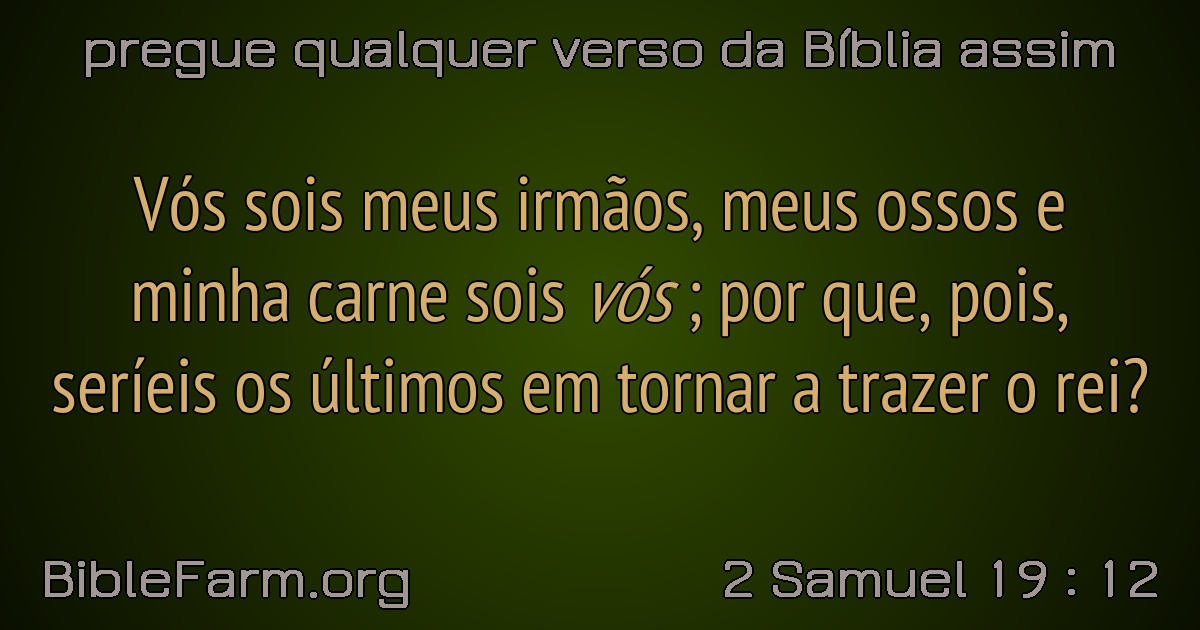 pregue qualquer verso da Bíblia assim
Vós sois meus irmãos, meus ossos e
minha carne sois vós ; por que, pois,
seríeis os últimos em tornar a trazer o rei?
BibleFarm.org
2 Samuel 19 : 12